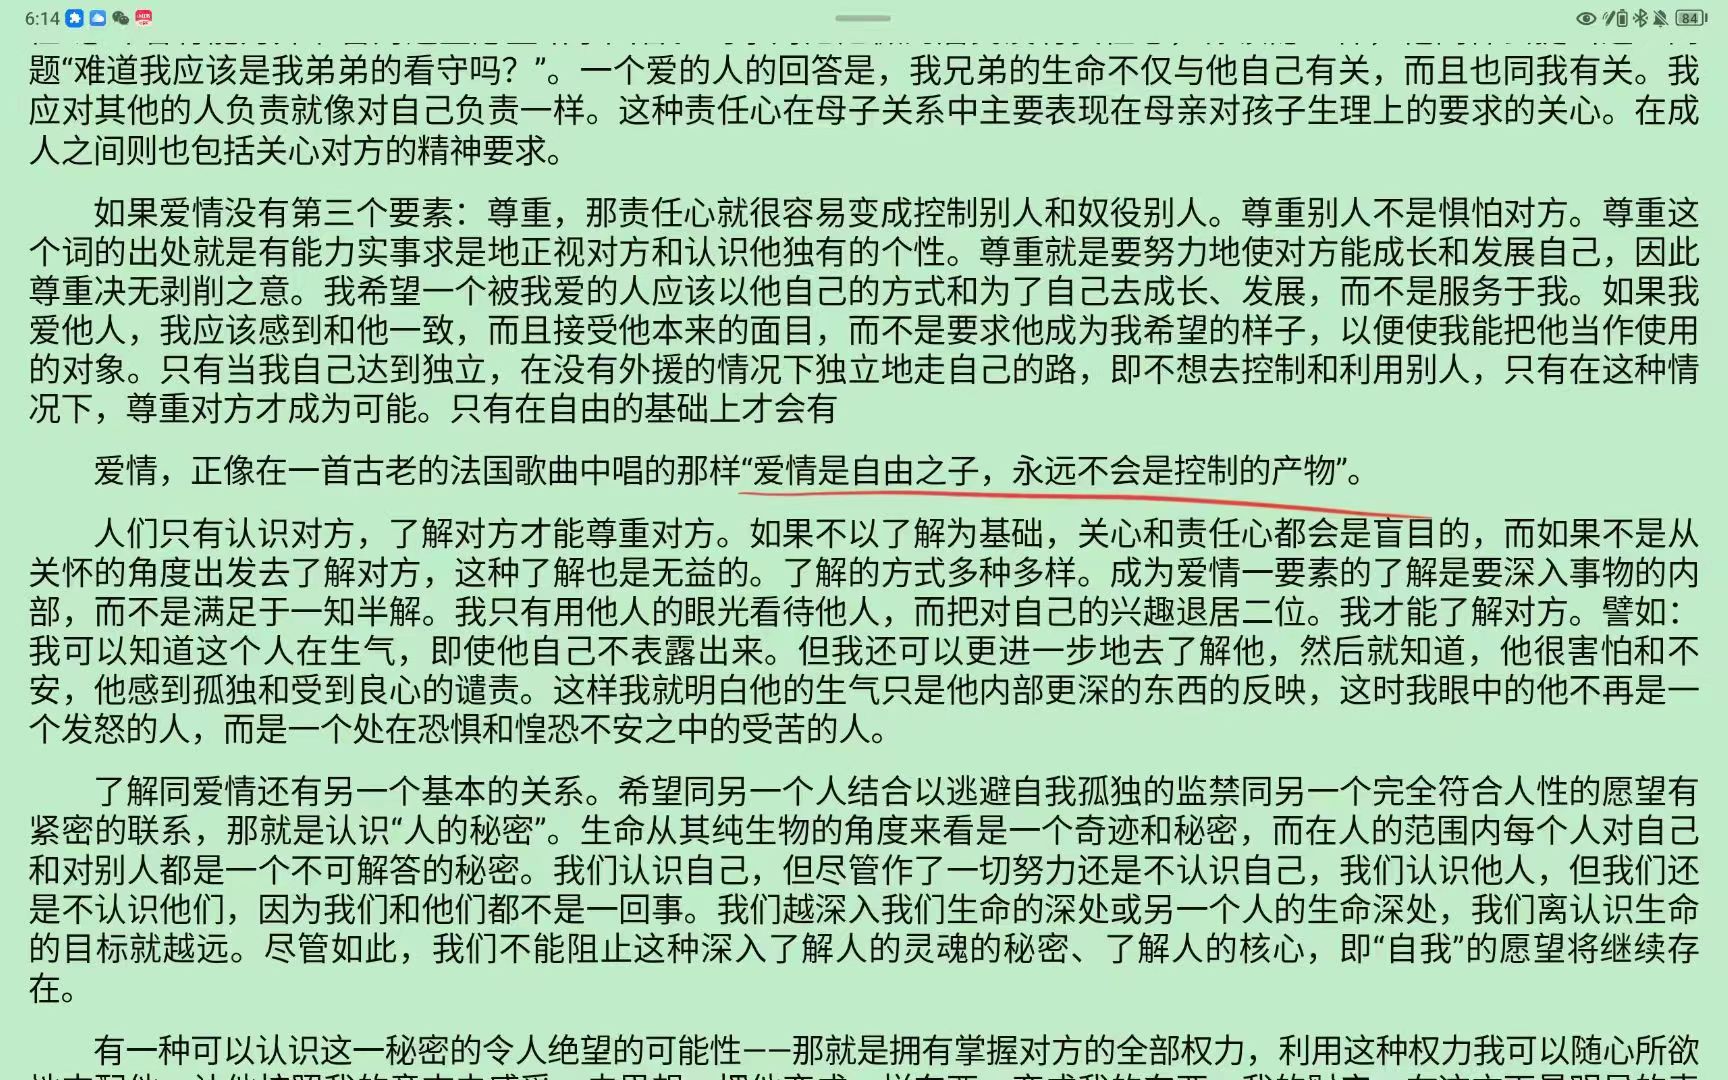 6:14
84
题“难道我应该是我弟弟的看守吗？”。一个爱的人的回答是，我兄弟的生命不仅与他自己有关，而且也同我有关。我
应对其他的人负责就像对自己负责一样。这种责任心在母子关系中主要表现在母亲对孩子生理上的要求的关心。在成
人之间则也包括关心对方的精神要求。
如果爱情没有第三个要素：尊重，那责任心就很容易变成控制别人和奴役别人。尊重别人不是惧怕对方。尊重这
个词的出处就是有能力实事求是地正视对方和认识他独有的个性。尊重就是要努力地使对方能成长和发展自己，因此
尊重决无剥削之意。我希望一个被我爱的人应该以他自己的方式和为了自己去成长、发展，而不是服务于我。如果我
爱他人，我应该感到和他一致，而且接受他本来的面目，而不是要求他成为我希望的样子，以便使我能把他当作使用
的对象。只有当我自己达到独立，在没有外援的情况下独立地走自己的路，即不想去控制和利用别人，只有在这种情
况下，尊重对方才成为可能。只有在自由的基础上才会有
爱情，正像在一首古老的法国歌曲中唱的那样“爱情是自由之子，永远不会是控制的产物”。
人们只有认识对方，了解对方才能尊重对方。如果不以了解为基础，关心和责任心都会是盲目的，而如果不是从
关怀的角度出发去了解对方，这种了解也是无益的。了解的方式多种多样。成为爱情一要素的了解是要深入事物的内
部，而不是满足于一知半解。我只有用他人的眼光看待他人，而把对自己的兴趣退居二位。我才能了解对方。譬如：
我可以知道这个人在生气，即使他自己不表露出来。但我还可以更进一步地去了解他，然后就知道，他很害怕和不
安，他感到孤独和受到良心的谴责。这样我就明白他的生气只是他内部更深的东西的反映，这时我眼中的他不再是一
个发怒的人，而是一个处在恐惧和惶恐不安之中的受苦的人。
了解同爱情还有另一个基本的关系。希望同另一个人结合以逃避自我孤独的监禁同另一个完全符合人性的愿望有
紧密的联系，那就是认识“人的秘密”。生命从其纯生物的角度来看是一个奇迹和秘密，而在人的范围内每个人对自己
和对别人都是一个不可解答的秘密。我们认识自己，但尽管作了一切努力还是不认识自己，我们认识他人，但我们还
是不认识他们，因为我们和他们都不是一回事。我们越深入我们生命的深处或另一个人的生命深处，我们离认识生命
的目标就越远。尽管如此，我们不能阻止这种深入了解人的灵魂的秘密、了解人的核心，即“自我”的愿望将继续存
在。
有一种可以认识这一秘密的令人绝望的可能性——那就是拥有掌握对方的全部权力，利用这种权力我可以随心所欲